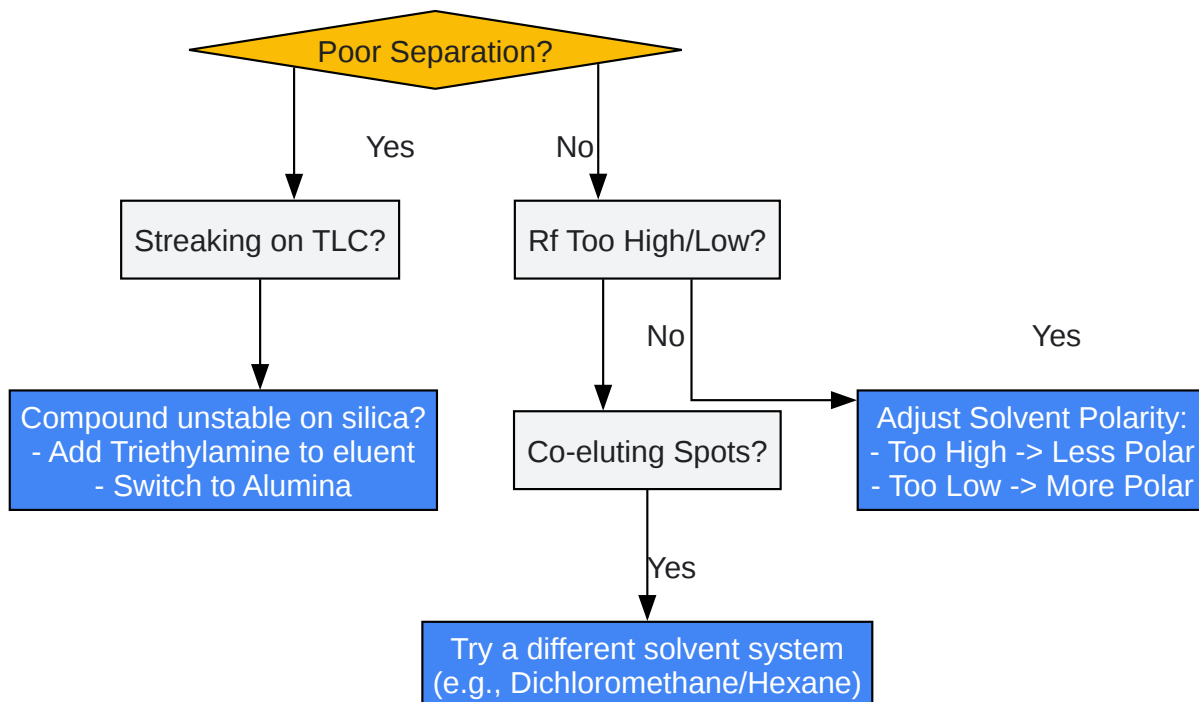 Poor Separation?
Yes
No
Streaking on TLC?
Rf Too High/Low?
No
Yes
Compound unstable on silica?
- Add Triethylamine to eluent
- Switch to Alumina
Co-eluting Spots?
Adjust Solvent Polarity:
- Too High -> Less Polar
- Too Low -> More Polar
Yes
Try a different solvent system
(e.g., Dichloromethane/Hexane)